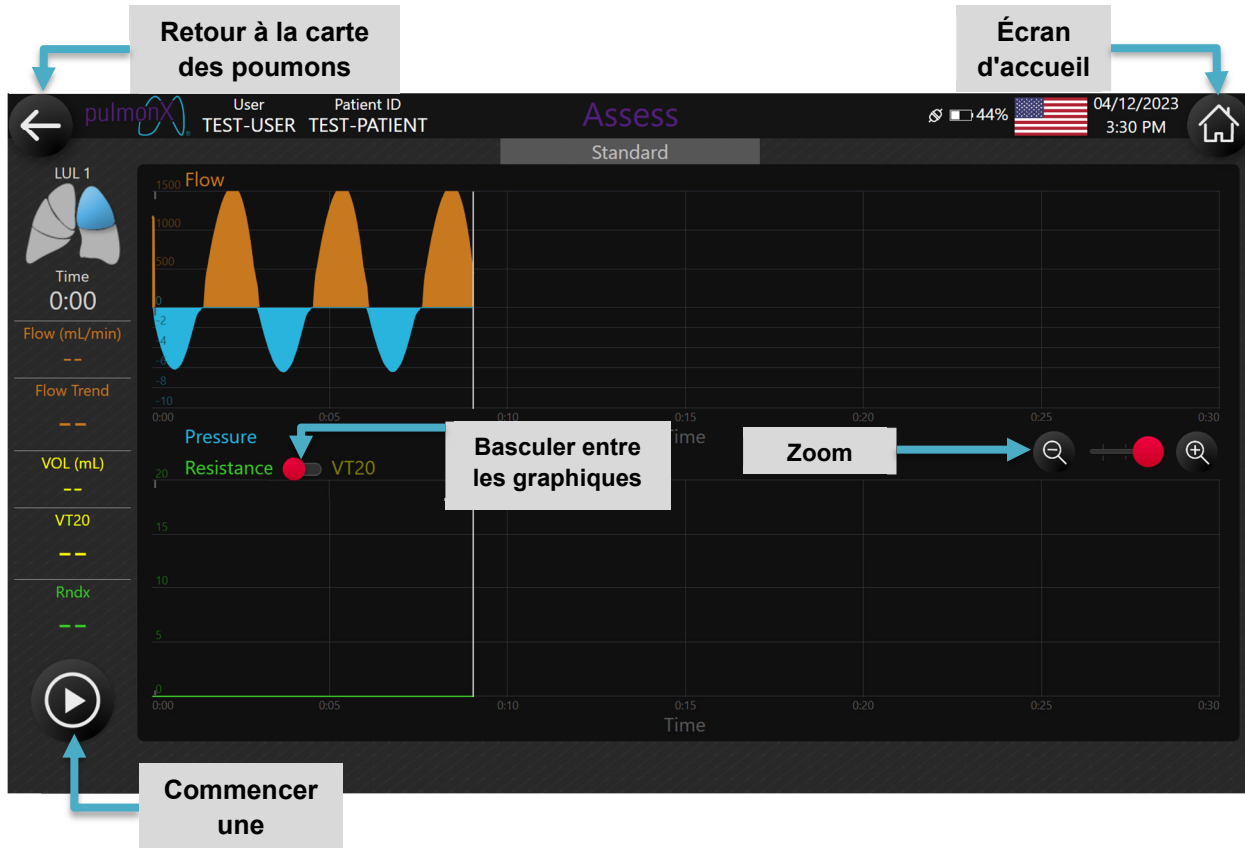 Retour à la carte
des poumons
Écran
d'accueil
pulmonX
User
TEST-USER
Patient ID
TEST-PATIENT
Assess
44%
04/12/2023
3:30 PM
Standard
LUL 1
Time
0:00
Flow (mL/min)
--
Flow Trend
--
VOL (mL)
--
VT20
--
Rndx
--
Flow
1500
1000
500
0
-2
-4
-6
-8
-10
0:00 0:05 0:10 0:15 0:20 0:25 0:30
Pressure
Resistance VT20
Basculer entre
les graphiques
Zoom
20
15
10
5
0
0:00 0:05 0:10 0:15 0:20 0:25 0:30
Time
Commencer
une